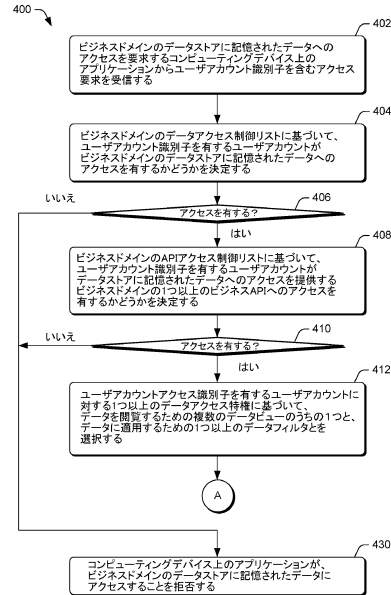 400
402
ビジネスドメインのデータストアに記憶されたデータへの
アクセスを要求するコンピューティングデバイス上の
アプリケーションからユーザアカウント識別子を含むアクセス
要求を受信する
404
ビジネスドメインのデータアクセス制御リストに基づいて、
ユーザアカウント識別子を有するユーザアカウントが
ビジネスドメインのデータストアに記憶されたデータへの
アクセスを有するかどうかを決定する
いいえ
406
アクセスを有する?
はい
408
ビジネスドメインのAPIアクセス制御リストに基づいて、
ユーザアカウント識別子を有するユーザアカウントが
データストアに記憶されたデータへのアクセスを提供する
ビジネスドメインの1つ以上のビジネスAPIへのアクセスを
有するかどうかを決定する
いいえ
410
アクセスを有する?
はい
412
ユーザアカウントアクセス識別子を有するユーザアカウントに
対する1つ以上のデータアクセス特権に基づいて、
データを閲覧するための複数のデータビューのうちの1つと、
データに適用するための1つ以上のデータフィルタとを
選択する
A
430
コンピューティングデバイス上のアプリケーションが、
ビジネスドメインのデータストアに記憶されたデータに
アクセスすることを拒否する